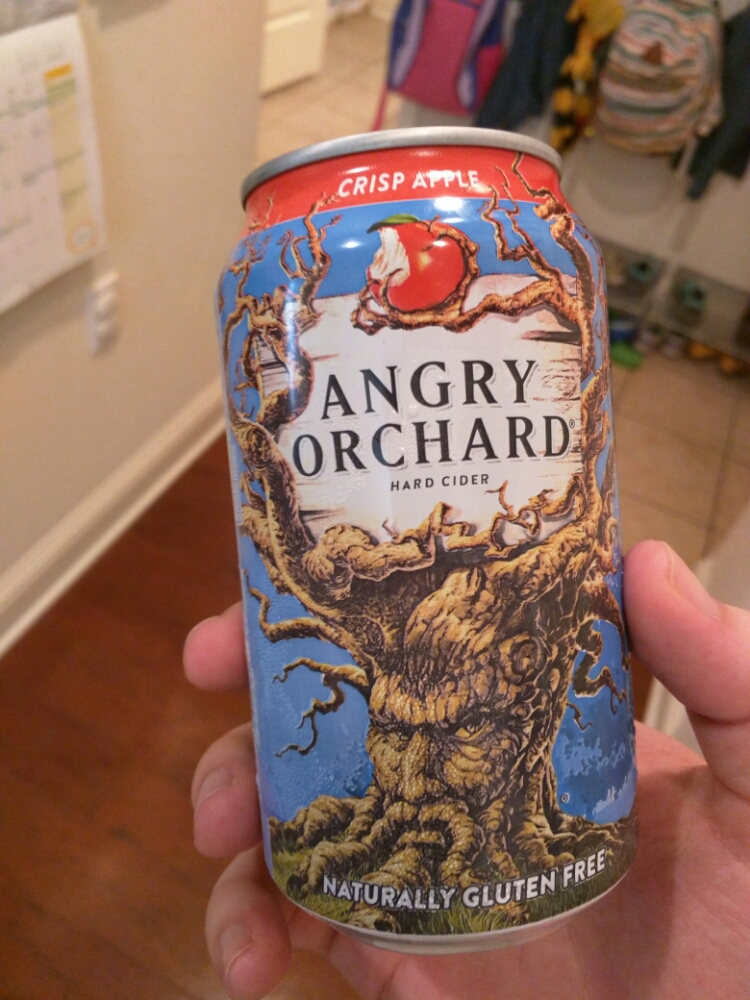 CRISP APPLE
ANGRY
ORCHARD®
HARD CIDER
NATURALLY GLUTEN FREE